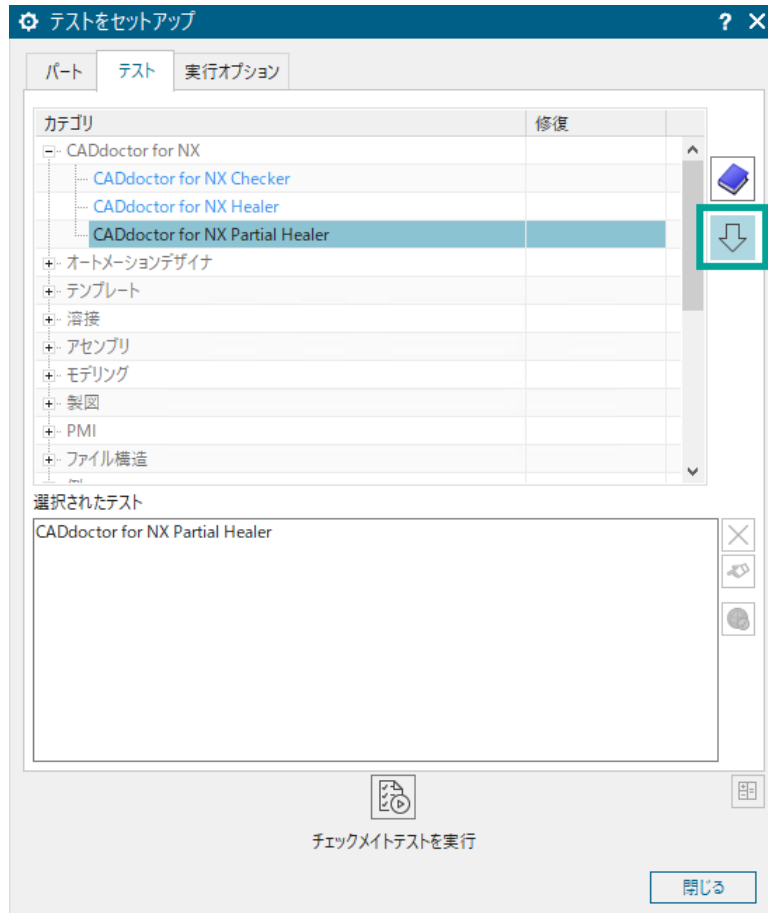 テストをセットアップ ?
パート テスト 実行オプション
カテゴリ 修復
CADdoctor for NX
CADdoctor for NX Checker
CADdoctor for NX Healer
CADdoctor for NX Partial Healer
オートメーションデザイナ
テンプレート
溶接
アセンブリ
モデリング
製図
PMI
ファイル構造
選択されたテスト
CADdoctor for NX Partial Healer
チェックメイトテストを実行
閉じる